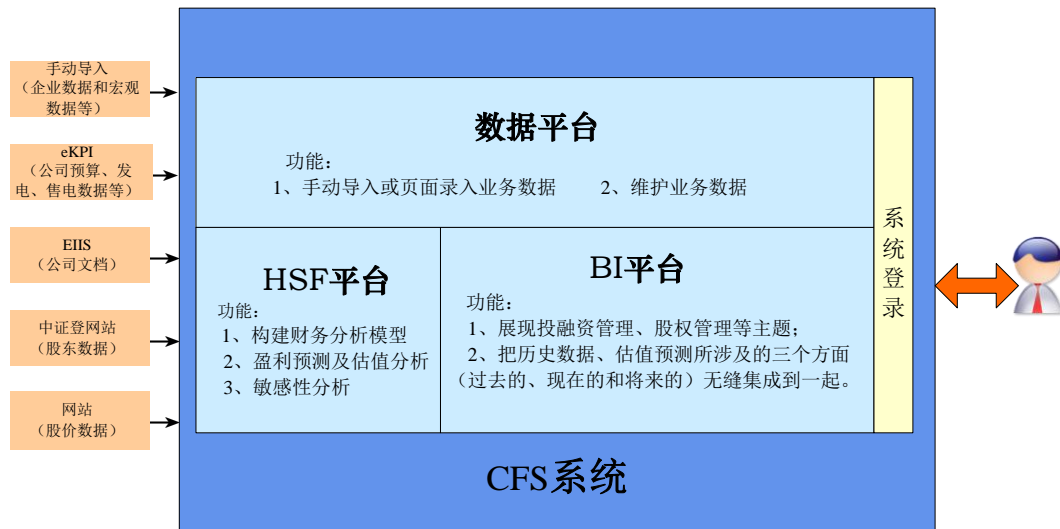 手动导入
（企业数据和宏观
数据等）
eKPI
（公司预算、发
电、售电数据等）
EIIS
（公司文档）
中证登网站
（股东数据）
网站
（股价数据）
数据平台
功能：
1、手动导入或页面录入业务数据 2、维护业务数据
HSF平台
功能：
1、构建财务分析模型
2、盈利预测及估值分析
3、敏感性分析
BI平台
功能：
1、展现投融资管理、股权管理等主题；
2、把历史数据、估值预测所涉及的三个方面
（过去的、现在的和将来的）无缝集成到一起。
系统登录
CFS系统